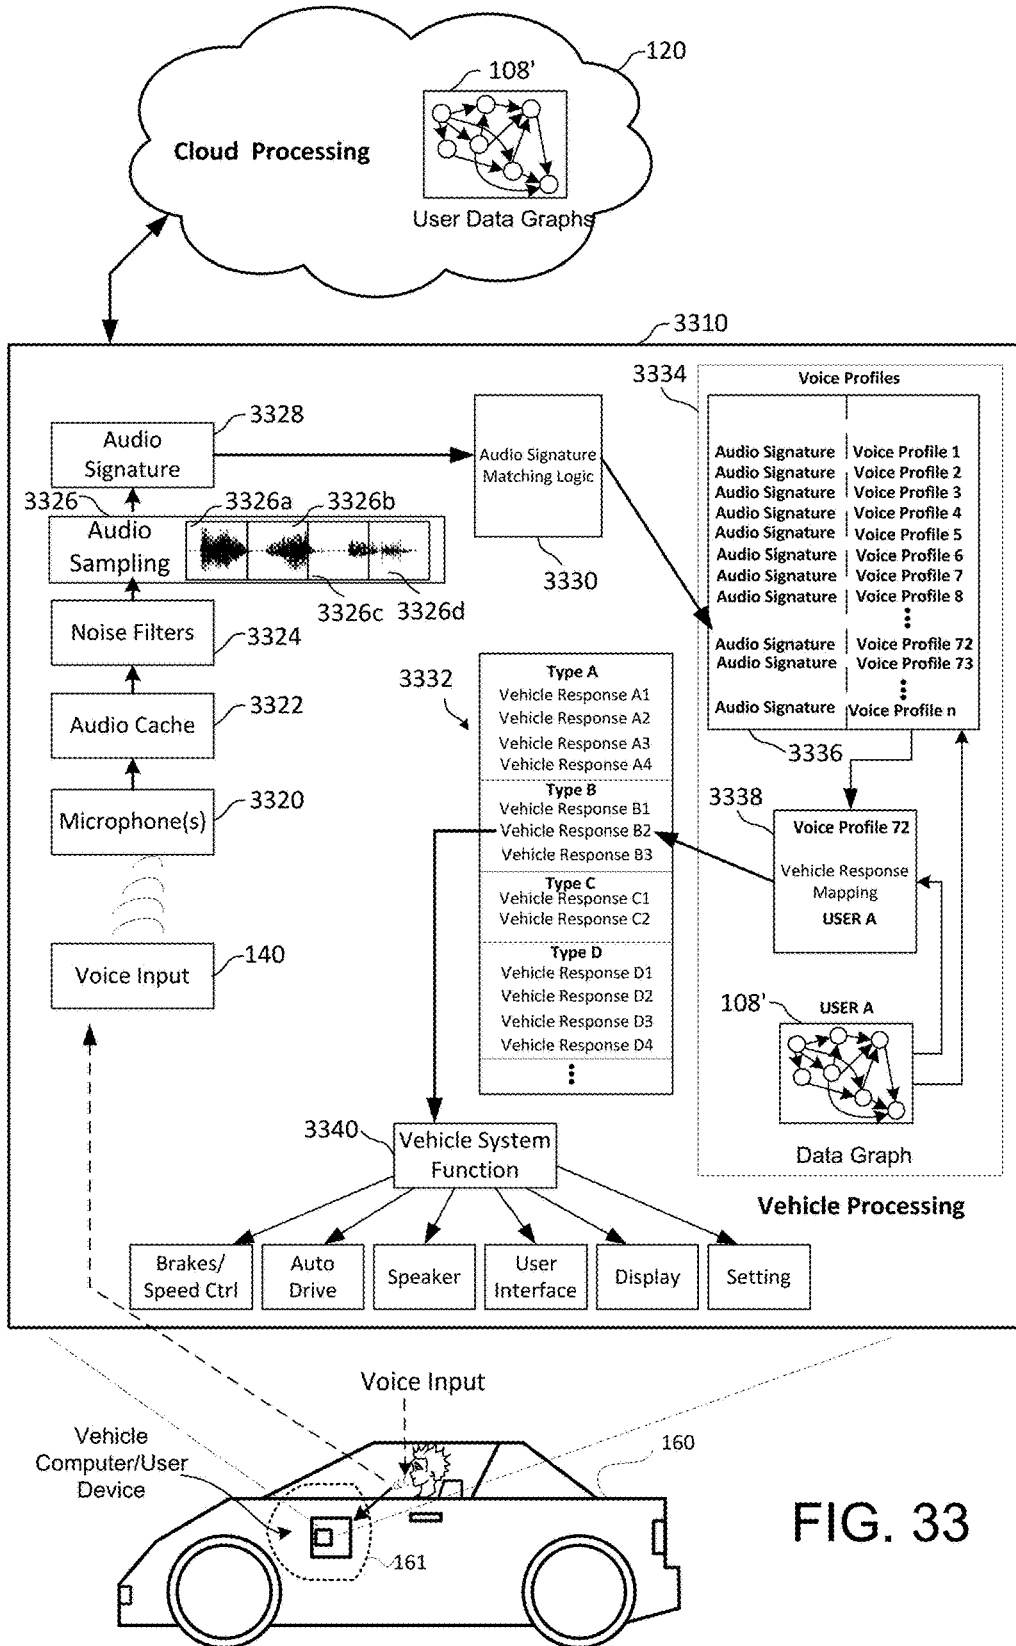 120
108'
Cloud Processing
User Data Graphs
3310
3334
Voice Profiles
3328
Audio
Signature
Audio Signature
Matching Logic
3330
Audio Signature Voice Profile 1
Audio Signature Voice Profile 2
Audio Signature Voice Profile 3
Audio Signature Voice Profile 4
Audio Signature Voice Profile 5
Audio Signature Voice Profile 6
Audio Signature Voice Profile 7
Audio Signature Voice Profile 8
Audio Signature Voice Profile 72
Audio Signature Voice Profile 73
Audio Signature Voice Profile n
3336
3326
3326a
3326b
Audio
Sampling
3326c
3326d
Noise Filters
3324
Audio Cache
3322
Microphone(s)
3320
Voice Input
140
3332
Type A
Vehicle Response A1
Vehicle Response A2
Vehicle Response A3
Vehicle Response A4
Type B
Vehicle Response B1
Vehicle Response B2
Vehicle Response B3
Type C
Vehicle Response C1
Vehicle Response C2
Type D
Vehicle Response D1
Vehicle Response D2
Vehicle Response D3
Vehicle Response D4
3338
Voice Profile 72
Vehicle Response
Mapping
USER A
108'
USER A
Data Graph
Vehicle Processing
3340
Vehicle System
Function
Brakes/
Speed Ctrl
Auto
Drive
Speaker
User
Interface
Display
Setting
Voice Input
Vehicle
Computer/User
Device
160
161
FIG. 33